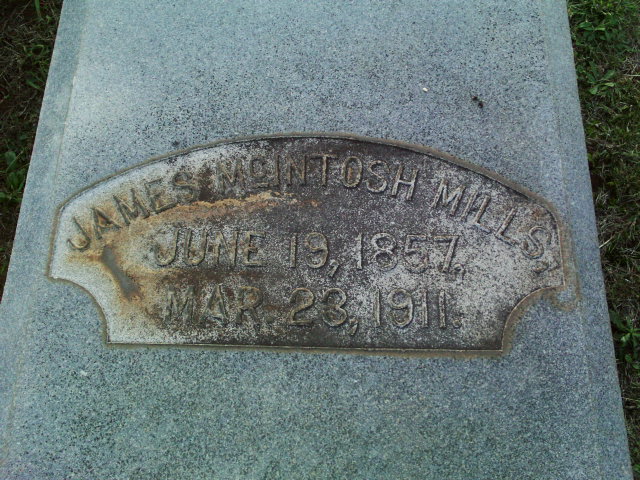 JAMES McINTOSH MILLS,
JUNE 19, 1857,
MAR. 23, 1911.